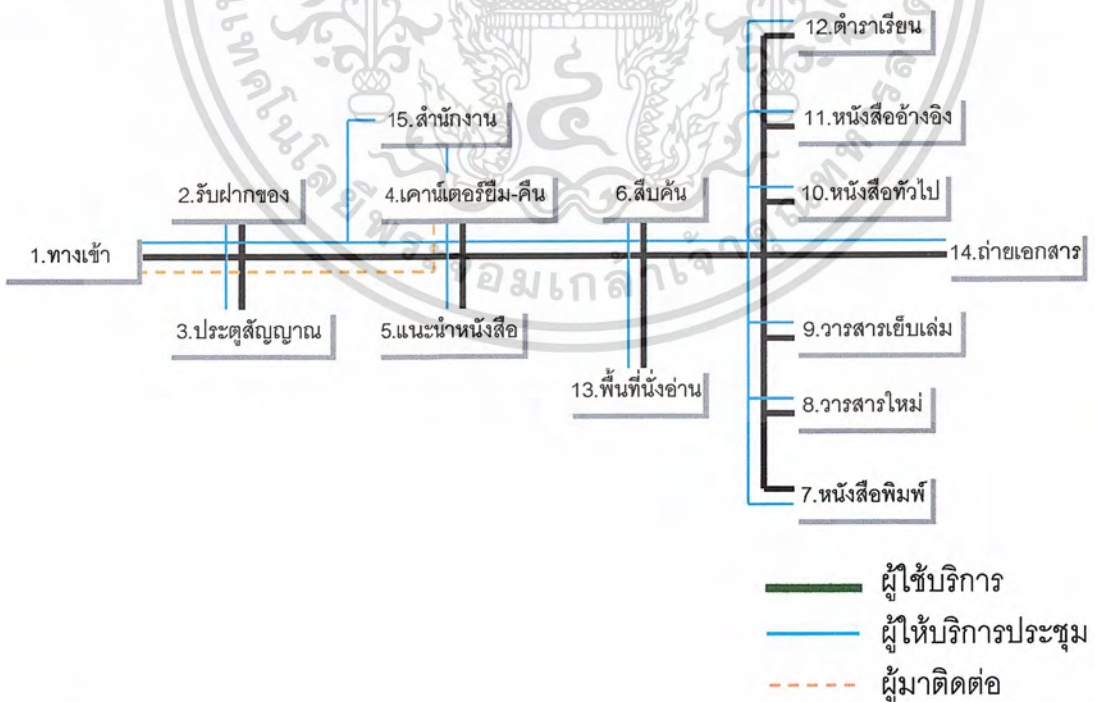 12.ตำราเรียน
15.สำนักงาน
11.หนังสืออ้างอิง
2.รับฝากของ
4.เคาน์เตอร์ยืม-คืน
6.สืบค้น
10.หนังสือทั่วไป
1.ทางเข้า
14.ถ่ายเอกสาร
3.ประตูสัญญาณ
5.แนะนำหนังสือ
9.วารสารเย็บเล่ม
13.พื้นที่นั่งอ่าน
8.วารสารใหม่
7.หนังสือพิมพ์
ผู้ใช้บริการ
ผู้ให้บริการประชุม
ผู้มาติดต่อ